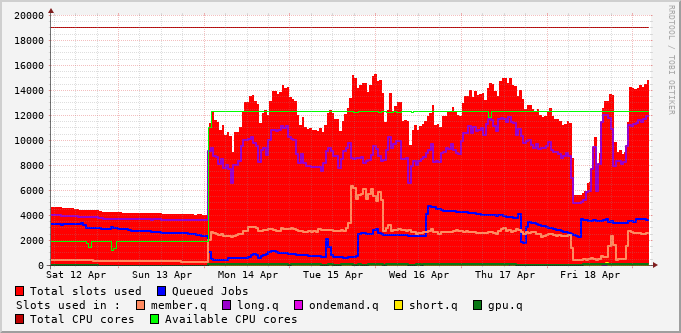 RRDTOOL / TOBI OETIKER
20000
18000
16000
14000
12000
10000
8000
6000
4000
2000
0
Sat 12 Apr Sun 13 Apr Mon 14 Apr Tue 15 Apr Wed 16 Apr Thu 17 Apr Fri 18 Apr
Total slots used Queued Jobs
Slots used in : member.q long.q ondemand.q short.q gpu.q
Total CPU cores Available CPU cores